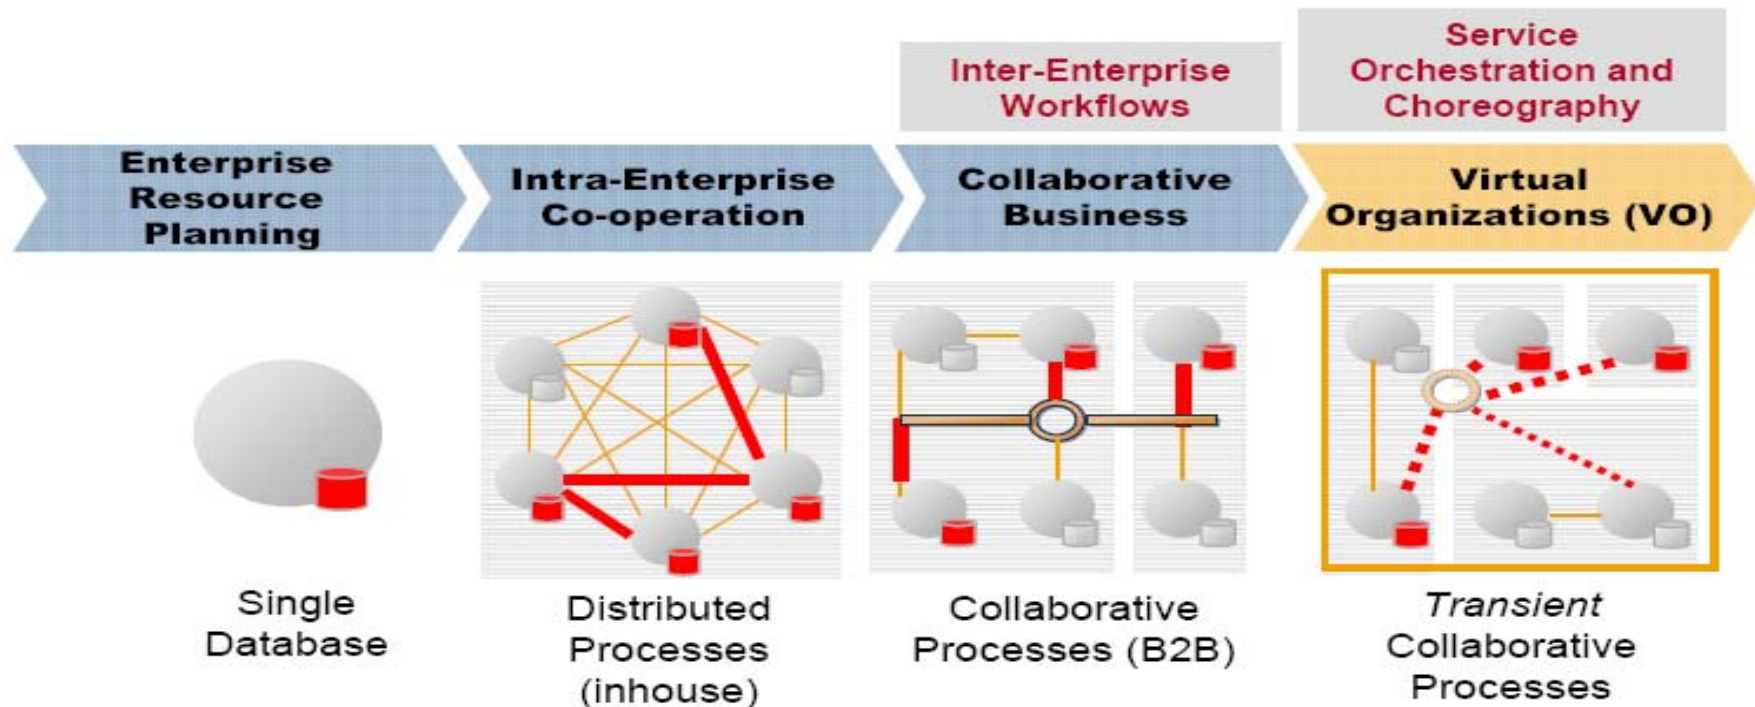 Inter-Enterprise
Workflows
Service
Orchestration and
Choreography
Enterprise
Resource
Planning
Intra-Enterprise
Co-operation
Collaborative
Business
Virtual
Organizations (VO)
Single
Database
Distributed
Processes
(inhouse)
Collaborative
Processes (B2B)
Transient
Collaborative
Processes